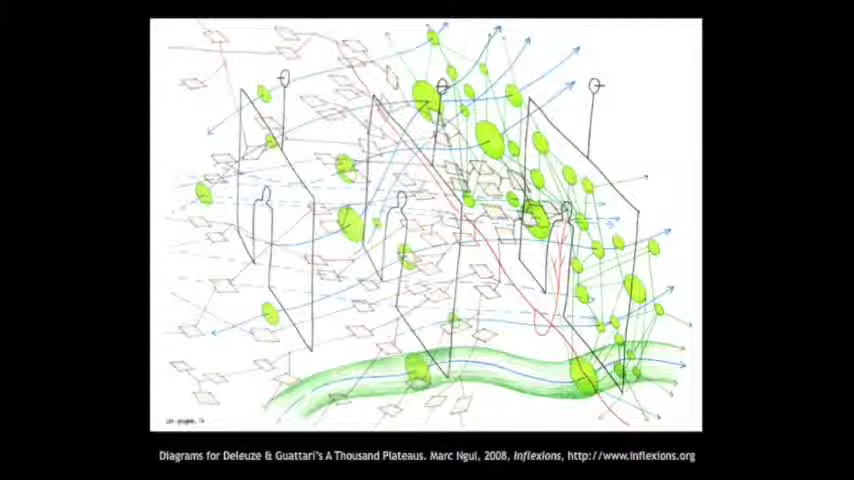 Diagrams for Deleuze & Guattari's A Thousand Plateaus. Marc Ngui, 2008, Inflexions, http://www.inflexions.org